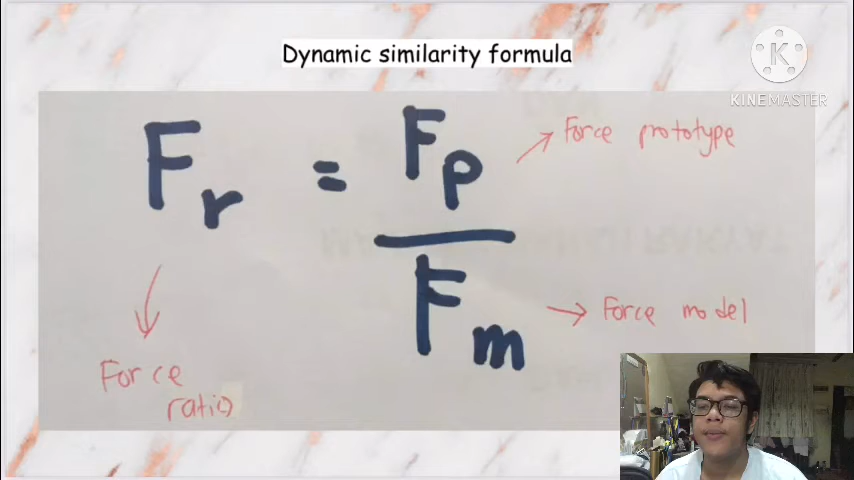 Dynamic similarity formula
KINEMASTER
Fr = Fp / Fm
Force prototype
Force model
Force
ratio